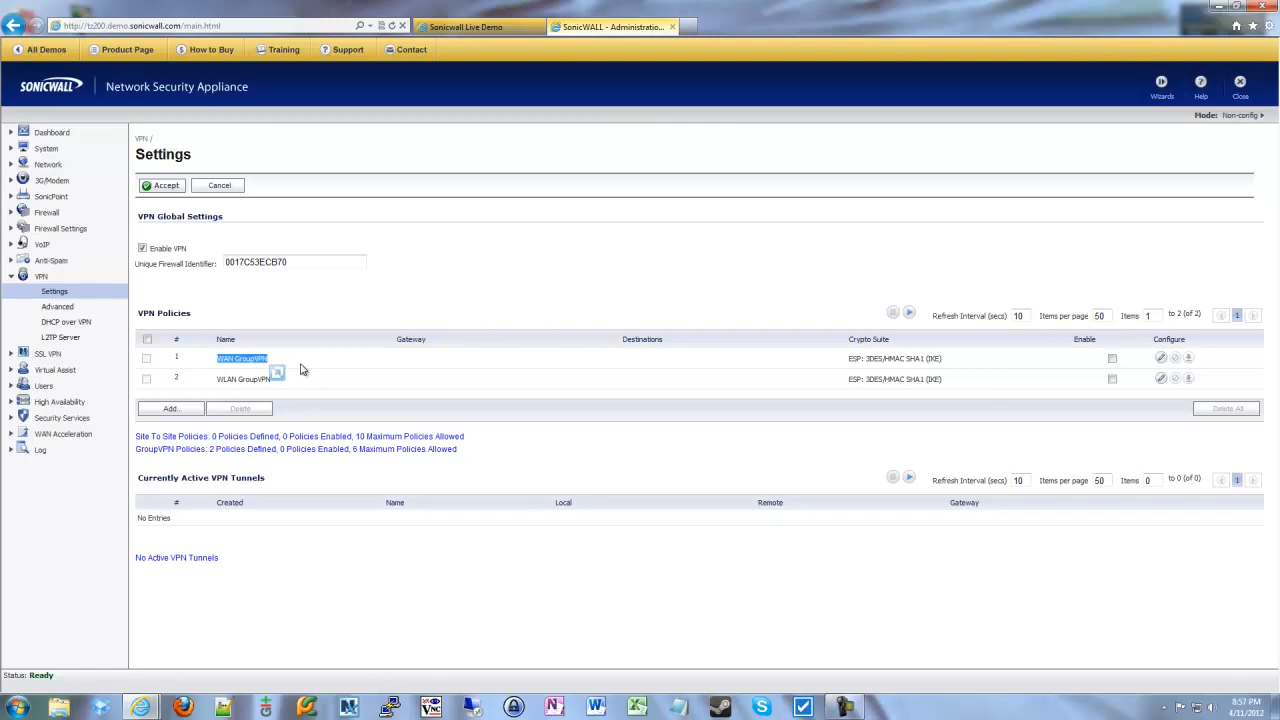 http://tz200.demo.sonicwall.com/main.html
Sonicwall Live Demo
SonicWALL - Administratio...
All Demos
Product Page
How to Buy
Training
Support
Contact
SONICWALL
Network Security Appliance
Wizards
Help
Close
Mode: Non-config
Dashboard
System
Network
3G/Modem
SonicPoint
Firewall
Firewall Settings
VoIP
Anti-Spam
VPN
Settings
Advanced
DHCP over VPN
L2TP Server
SSL VPN
Virtual Assist
Users
High Availability
Security Services
WAN Acceleration
Log
VPN /
Settings
Accept Cancel
VPN Global Settings
Enable VPN
Unique Firewall Identifier: 0017C53ECB70
VPN Policies
Refresh Interval (secs) 10 Items per page 50 Items 1 to 2 (of 2) 1
# Name Gateway Destinations Crypto Suite Enable Configure
1 WAN GroupVPN ESP: 3DES/HMAC SHA1 (IKE)
2 WLAN GroupVPN ESP: 3DES/HMAC SHA1 (IKE)
Add... Delete Delete All
Site To Site Policies: 0 Policies Defined, 0 Policies Enabled, 10 Maximum Policies Allowed
GroupVPN Policies: 2 Policies Defined, 0 Policies Enabled, 6 Maximum Policies Allowed
Currently Active VPN Tunnels
Refresh Interval (secs) 10 Items per page 50 Items 0 to 0 (of 0) 1
# Created Name Local Remote Gateway
No Entries
No Active VPN Tunnels
Status: Ready
8:57 PM
4/11/2012